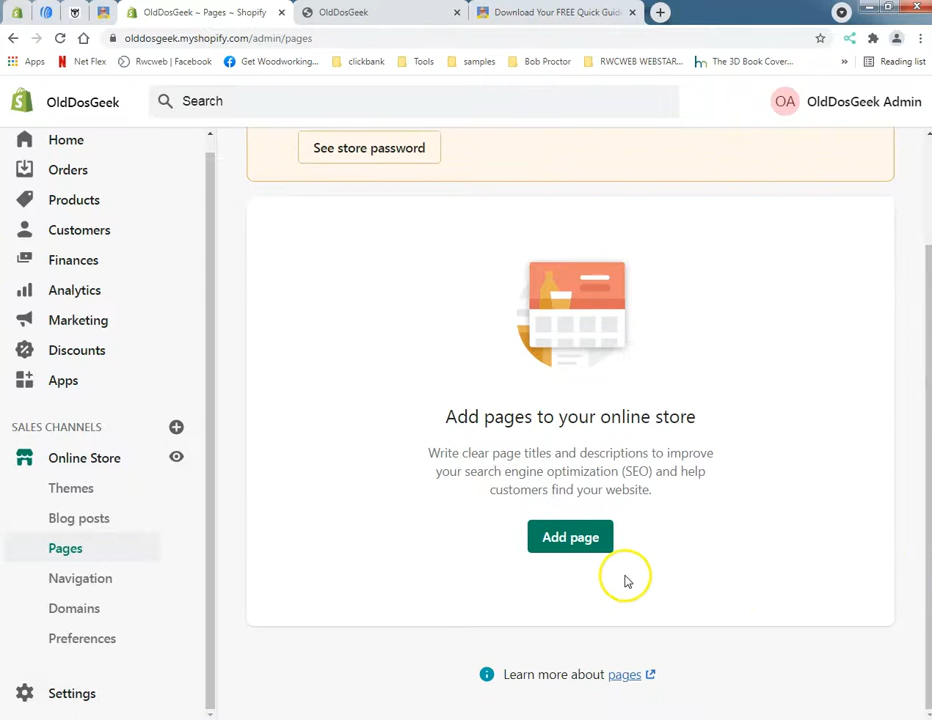 OldDosGeek ~ Pages ~ Shopify
OldDosGeek
Download Your FREE Quick Guid
olddosgeek.myshopify.com/admin/pages
Apps
Net Flex
Rwcweb | Facebook
Get Woodworking...
clickbank
Tools
samples
Bob Proctor
RWCWEB WEBSTAR...
The 3D Book Cover...
»
Reading list
OldDosGeek
Search
OA
OldDosGeek Admin
Home
Orders
Products
Customers
Finances
Analytics
Marketing
Discounts
Apps
SALES CHANNELS
Online Store
Themes
Blog posts
Pages
Navigation
Domains
Preferences
Settings
See store password
Add pages to your online store
Write clear page titles and descriptions to improve
your search engine optimization (SEO) and help
customers find your website.
Add page
Learn more about pages